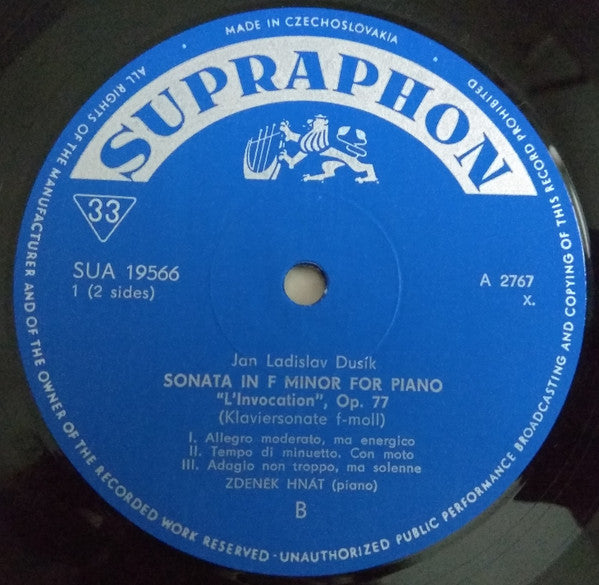 MADE IN CZECHOSLOVAKIA
ALL RIGHTS OF THE MANUFACTURER AND OF THE OWNER OF THE RECORDED WORK RESERVED - UNAUTHORIZED PUBLIC PERFORMANCE BROADCASTING AND COPYING OF THIS RECORD PROHIBITED
SUPRAPHON
33
SUA 19566
1 (2 sides)
A 2767
x.
Jan Ladislav Dusík
SONATA IN F MINOR FOR PIANO
"L'Invocation", Op. 77
(Klaviersonate f-moll)
I. Allegro moderato, ma energico
II. Tempo di minuetto. Con moto
III. Adagio non troppo, ma solenne
ZDENĚK HNÁT (piano)
B